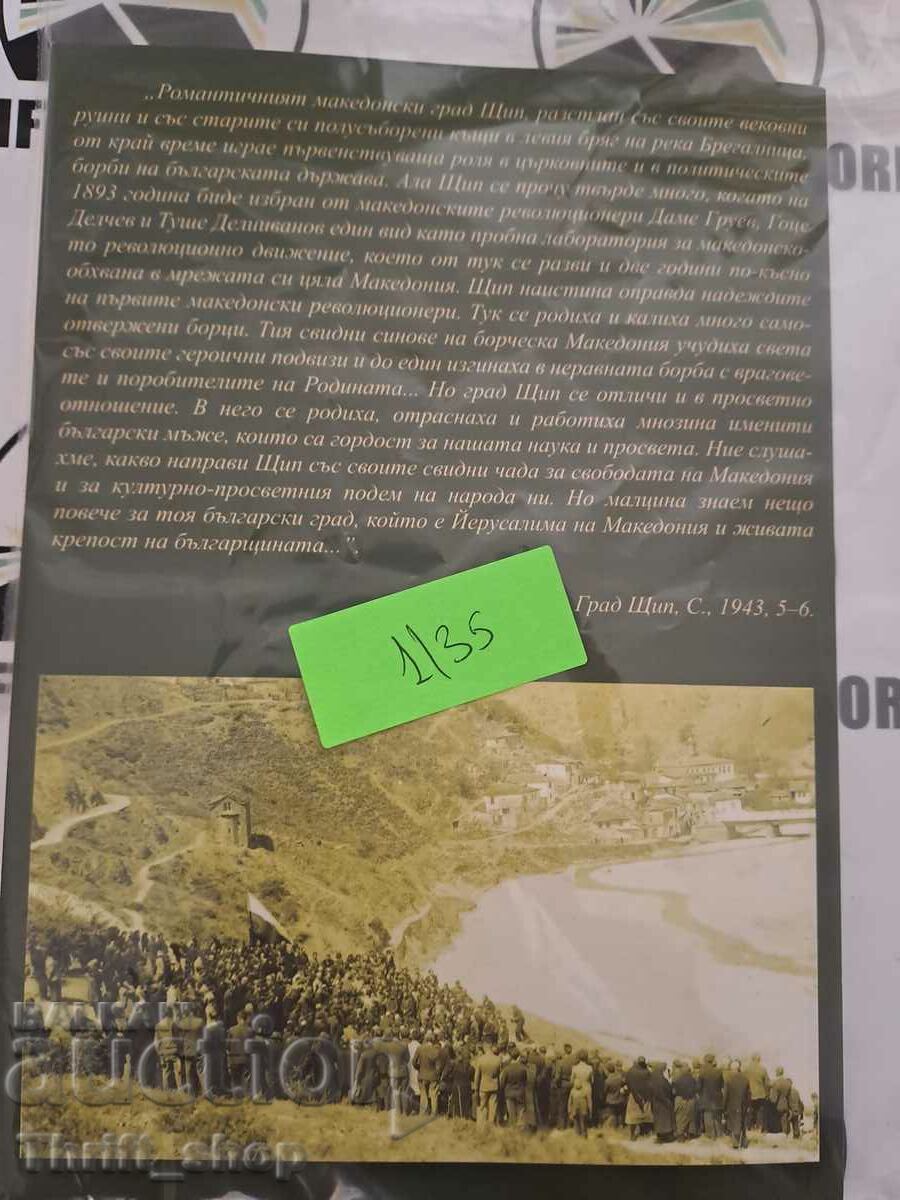 „Романтичният македонски град Щип, разстлан със своите вековни
руини и със старите си полусъборени къщи в левия бряг на река Брегалница,
от край време играе първенствуваща роля в църковните и в политическите
борби на българската държава. Ала Щип се прочу твърде много, когато на
1893 година биде избран от македонските революционери Даме Груев, Гоце
Делчев и Туше Делииванов един вид като пробна лаборатория за македонско-
то революционно движение, което от тук се разви и две години по-късно
обхвана в мрежата си цяла Македония. Щип наистина оправда надеждите
на първите македонски революционери. Тук се родиха и калиха много само-
отвержени борци. Тия свидни синове на борческа Македония учудиха света
със своите героични подвизи и до един изгинаха в неравната борба с врагове-
те и поробителите на Родината... Но град Щип се отличи и в просветно
отношение. В него се родиха, отраснаха и работиха мнозина именити
български мъже, които са гордост за нашата наука и просвета. Ние слуша-
хме, какво направи Щип със своите свидни чада за свободата на Македония
и за културно-просветния подем на народа ни. Но малцина знаем нещо
повече за тоя български град, който е Йерусалима на Македония и живата
крепост на българщината...”
Град Щип, С., 1943, 5–6.
1/35
BALKAN
auction
Thrift_shop